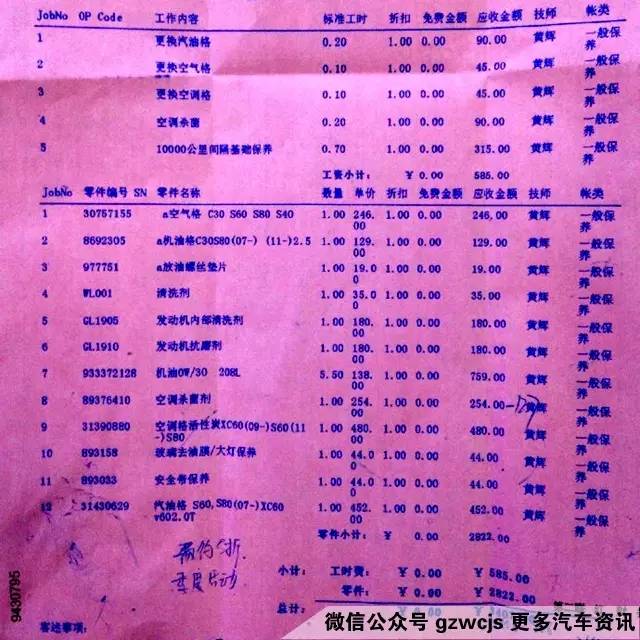 JobNo OP Code 工作内容 标准工时 折扣 免费金额 应收金额 技师 帐类
1 更换汽油格 0.20 1.00 0.00 90.00 黄辉 一般保养
2 更换空气格 0.10 1.00 0.00 45.00 黄辉 一般保养
3 更换空调格 0.10 1.00 0.00 45.00 黄辉 一般保养
4 空调杀菌 0.20 1.00 0.00 90.00 黄辉 一般保养
5 10000公里间隔基础保养 0.70 1.00 0.00 315.00 黄辉 一般保养
工资小计: ¥ 0.00 585.00
JobNo 零件编号 SN 零件名称 数量 单价 折扣 免费金额 应收金额 技师 帐类
1 30757155 a空气格 C30 S60 S80 S40 1.00 246.00 1.00 0.00 246.00 黄辉 一般保养
2 8692305 a机油格C30S80(07-) (11-)2.5 1.00 129.00 1.00 0.00 129.00 黄辉 一般保养
3 977751 a放油螺丝垫片 1.00 19.00 1.00 0.00 19.00 黄辉 一般保养
4 WL001 清洗剂 1.00 35.00 1.00 0.00 35.00 黄辉 一般保养
5 GL1905 发动机内部清洗剂 1.00 180.00 1.00 0.00 180.00 黄辉 一般保养
6 GL1910 发动机抗磨剂 1.00 180.00 1.00 0.00 180.00 黄辉 一般保养
7 933372128 机油0W/30 208L 5.50 138.00 1.00 0.00 759.00 黄辉 一般保养
8 89376410 空调杀菌剂 1.00 254.00 1.00 0.00 254.00 黄辉 一般保养
9 31390880 空调格活性炭XC60(09-)S60(11-)S80 1.00 480.00 1.00 0.00 480.00 黄辉 一般保养
10 893158 玻璃去油膜/大灯保养 1.00 44.00 1.00 0.00 44.00 黄辉 一般保养
11 893033 安全带保养 1.00 44.00 1.00 0.00 44.00 黄辉 一般保养
12 31430629 汽油格 S60,S80(07-)XC60 v602.0T 1.00 452.00 1.00 0.00 452.00 黄辉 一般保养
零件小计: ¥ 0.00 2822.00
小计: 工时费: ¥ 0.00 ¥ 585.00
零件: ¥ 0.00 ¥ 2822.00
总计: ¥
客述事项:
9430795
微信公众号 gzwcjs 更多汽车资讯